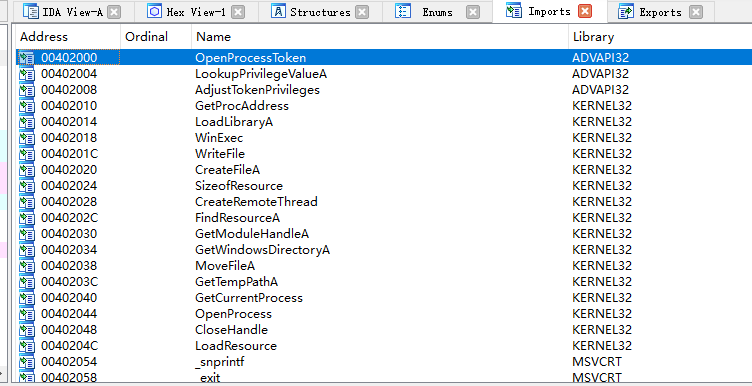 IDA View-A Hex View-1 Structures Enums Imports Exports
Address Ordinal Name Library
00402000 OpenProcessToken ADVAPI32
00402004 LookupPrivilegeValueA ADVAPI32
00402008 AdjustTokenPrivileges ADVAPI32
00402010 GetProcAddress KERNEL32
00402014 LoadLibraryA KERNEL32
00402018 WinExec KERNEL32
0040201C WriteFile KERNEL32
00402020 CreateFileA KERNEL32
00402024 SizeofResource KERNEL32
00402028 CreateRemoteThread KERNEL32
0040202C FindResourceA KERNEL32
00402030 GetModuleHandleA KERNEL32
00402034 GetWindowsDirectoryA KERNEL32
00402038 MoveFileA KERNEL32
0040203C GetTempPathA KERNEL32
00402040 GetCurrentProcess KERNEL32
00402044 OpenProcess KERNEL32
00402048 CloseHandle KERNEL32
0040204C LoadResource KERNEL32
00402054 _snprintf MSVCRT
00402058 _exit MSVCRT